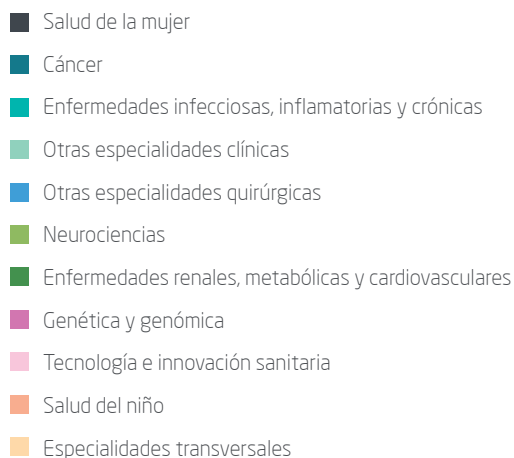 Salud de la mujer
Cáncer
Enfermedades infecciosas, inflamatorias y crónicas
Otras especialidades clínicas
Otras especialidades quirúrgicas
Neurociencias
Enfermedades renales, metabólicas y cardiovasculares
Genética y genómica
Tecnología e innovación sanitaria
Salud del niño
Especialidades transversales